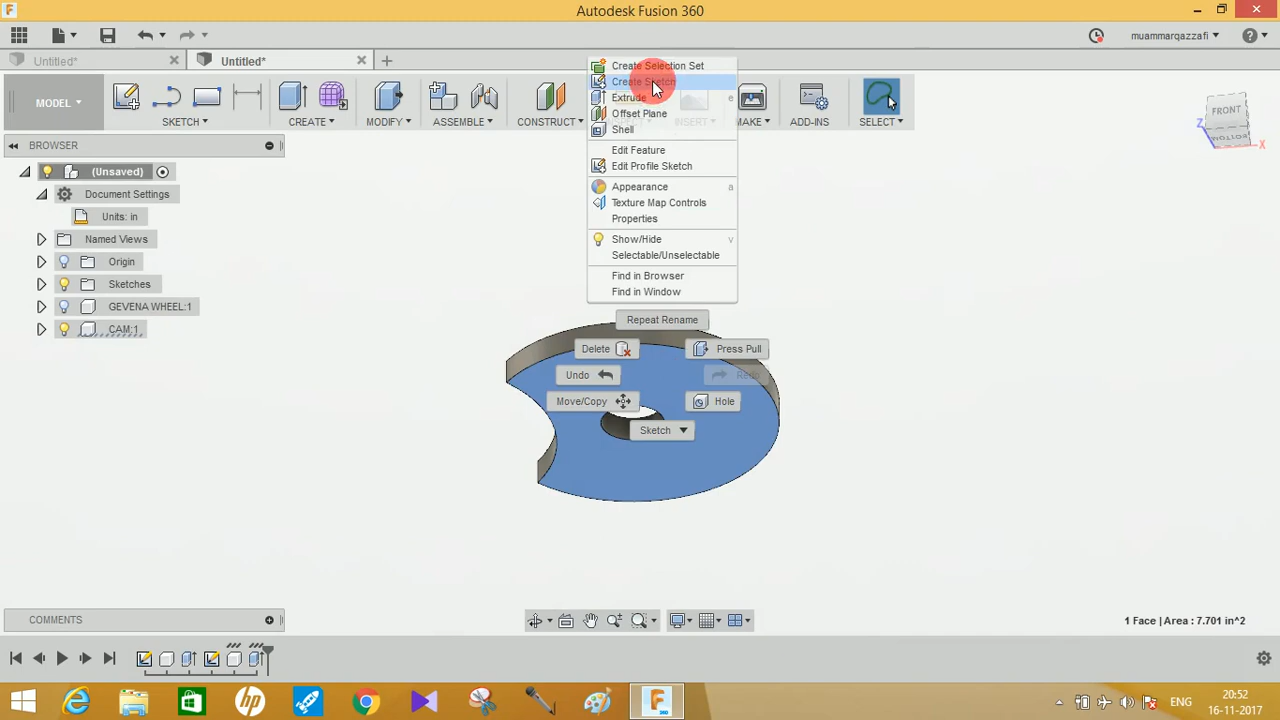 Autodesk Fusion 360
muammarqazzafi
Untitled*
Untitled*
MODEL
SKETCH
CREATE
MODIFY
ASSEMBLE
CONSTRUCT
INSPECT
INSERT
MAKE
ADD-INS
SELECT
Create Selection Set
Create Sketch
Extrude e
Offset Plane
Shell
Edit Feature
Edit Profile Sketch
Appearance a
Texture Map Controls
Properties
Show/Hide v
Selectable/Unselectable
Find in Browser
Find in Window
FRONT
BOTTOM
Z
X
BROWSER
(Unsaved)
Document Settings
Units: in
Named Views
Origin
Sketches
GEVENA WHEEL:1
CAM:1
Repeat Rename
Delete
Press Pull
Undo
Redo
Move/Copy
Hole
Sketch
COMMENTS
1 Face | Area : 7.701 in^2
ENG
20:52
16-11-2017